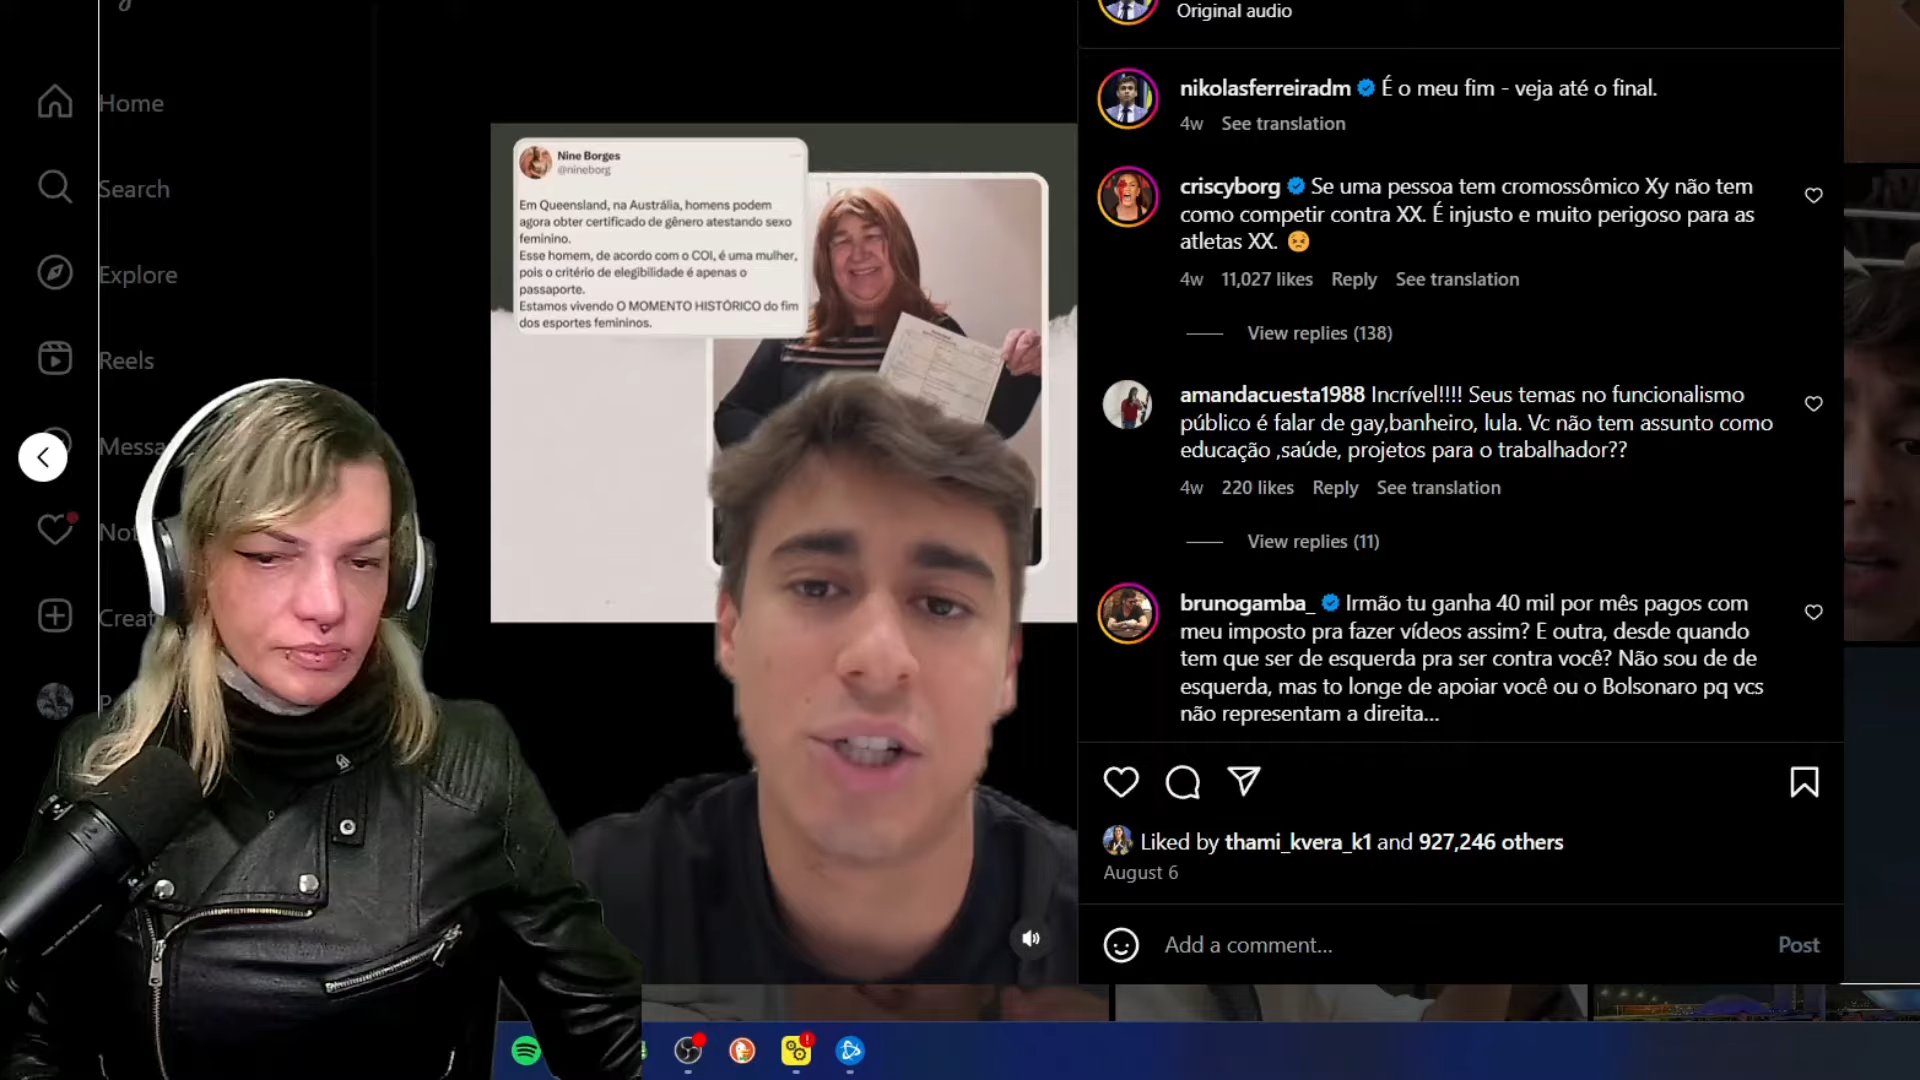 Home
Search
Explore
Reels
Messa
Not
Creat
P
Nine Borges
@nineborg
Em Queensland, na Austrália, homens podem
agora obter certificado de gênero atestando sexo
feminino.
Esse homem, de acordo com o COI, é uma mulher,
pois o critério de elegibilidade é apenas o
passaporte.
Estamos vivendo O MOMENTO HISTÓRICO do fim
dos esportes femininos.
Original audio
nikolasferreiradm É o meu fim - veja até o final.
4w See translation
criscyborg Se uma pessoa tem cromossômico Xy não tem
como competir contra XX. É injusto e muito perigoso para as
atletas XX. 😣
4w 11,027 likes Reply See translation
View replies (138)
amandacuesta1988 Incrível!!!! Seus temas no funcionalismo
público é falar de gay,banheiro, lula. Vc não tem assunto como
educação ,saúde, projetos para o trabalhador??
4w 220 likes Reply See translation
View replies (11)
brunogamba_ Irmão tu ganha 40 mil por mês pagos com
meu imposto pra fazer vídeos assim? E outra, desde quando
tem que ser de esquerda pra ser contra você? Não sou de de
esquerda, mas to longe de apoiar você ou o Bolsonaro pq vcs
não representam a direita...
Liked by thami_kvera_k1 and 927,246 others
August 6
Add a comment...
Post